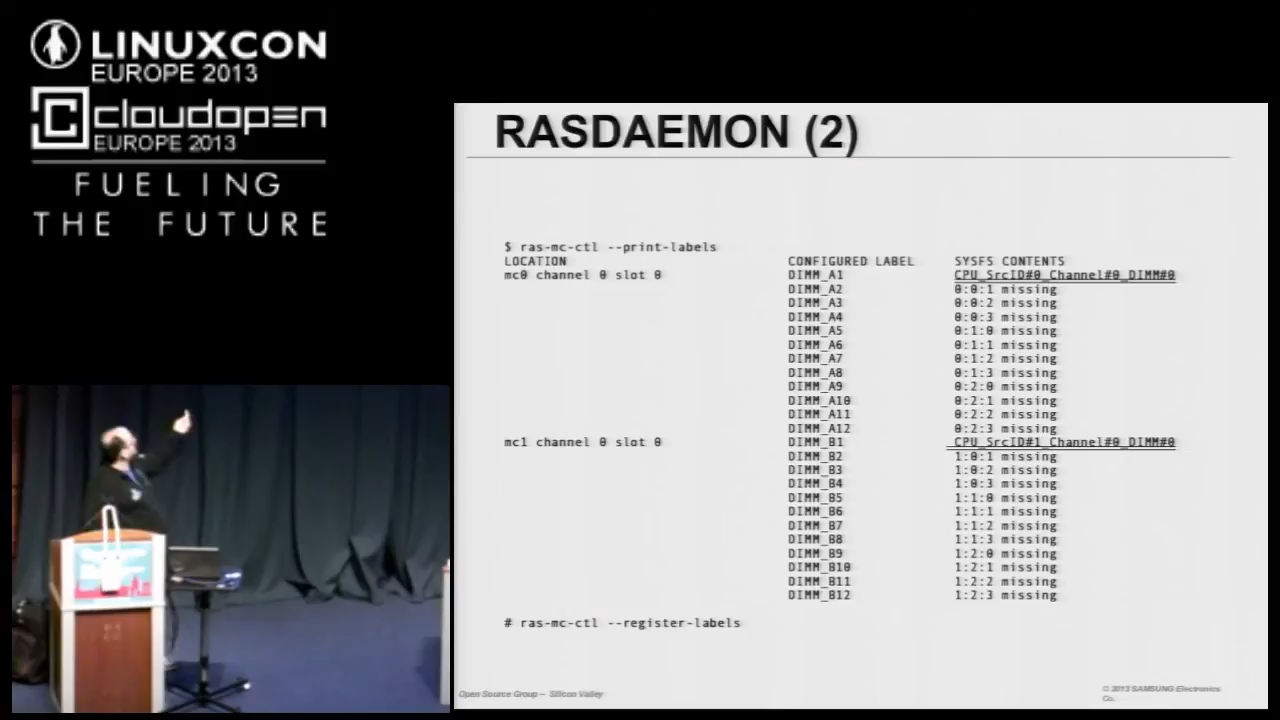 LINUXCON
EUROPE 2013
cloudopen
EUROPE 2013
FUELING
THE FUTURE
RASDAEMON (2)
$ ras-mc-ctl --print-labels
LOCATION CONFIGURED LABEL SYSFS CONTENTS
mc0 channel 0 slot 0 DIMM_A1 CPU_SrcID#0_Channel#0_DIMM#0
DIMM_A2 0:0:1 missing
DIMM_A3 0:0:2 missing
DIMM_A4 0:0:3 missing
DIMM_A5 0:1:0 missing
DIMM_A6 0:1:1 missing
DIMM_A7 0:1:2 missing
DIMM_A8 0:1:3 missing
DIMM_A9 0:2:0 missing
DIMM_A10 0:2:1 missing
DIMM_A11 0:2:2 missing
DIMM_A12 0:2:3 missing
mc1 channel 0 slot 0 DIMM_B1 CPU_SrcID#1_Channel#0_DIMM#0
DIMM_B2 1:0:1 missing
DIMM_B3 1:0:2 missing
DIMM_B4 1:0:3 missing
DIMM_B5 1:1:0 missing
DIMM_B6 1:1:1 missing
DIMM_B7 1:1:2 missing
DIMM_B8 1:1:3 missing
DIMM_B9 1:2:0 missing
DIMM_B10 1:2:1 missing
DIMM_B11 1:2:2 missing
DIMM_B12 1:2:3 missing
# ras-mc-ctl --register-labels
Open Source Group – Silicon Valley
© 2013 SAMSUNG Electronics
Co.